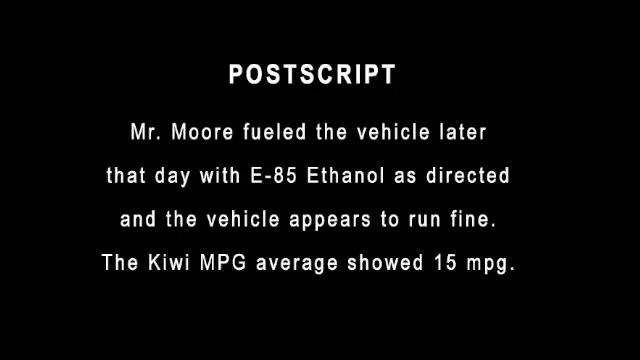 POSTSCRIPT
Mr. Moore fueled the vehicle later
that day with E-85 Ethanol as directed
and the vehicle appears to run fine.
The Kiwi MPG average showed 15 mpg.